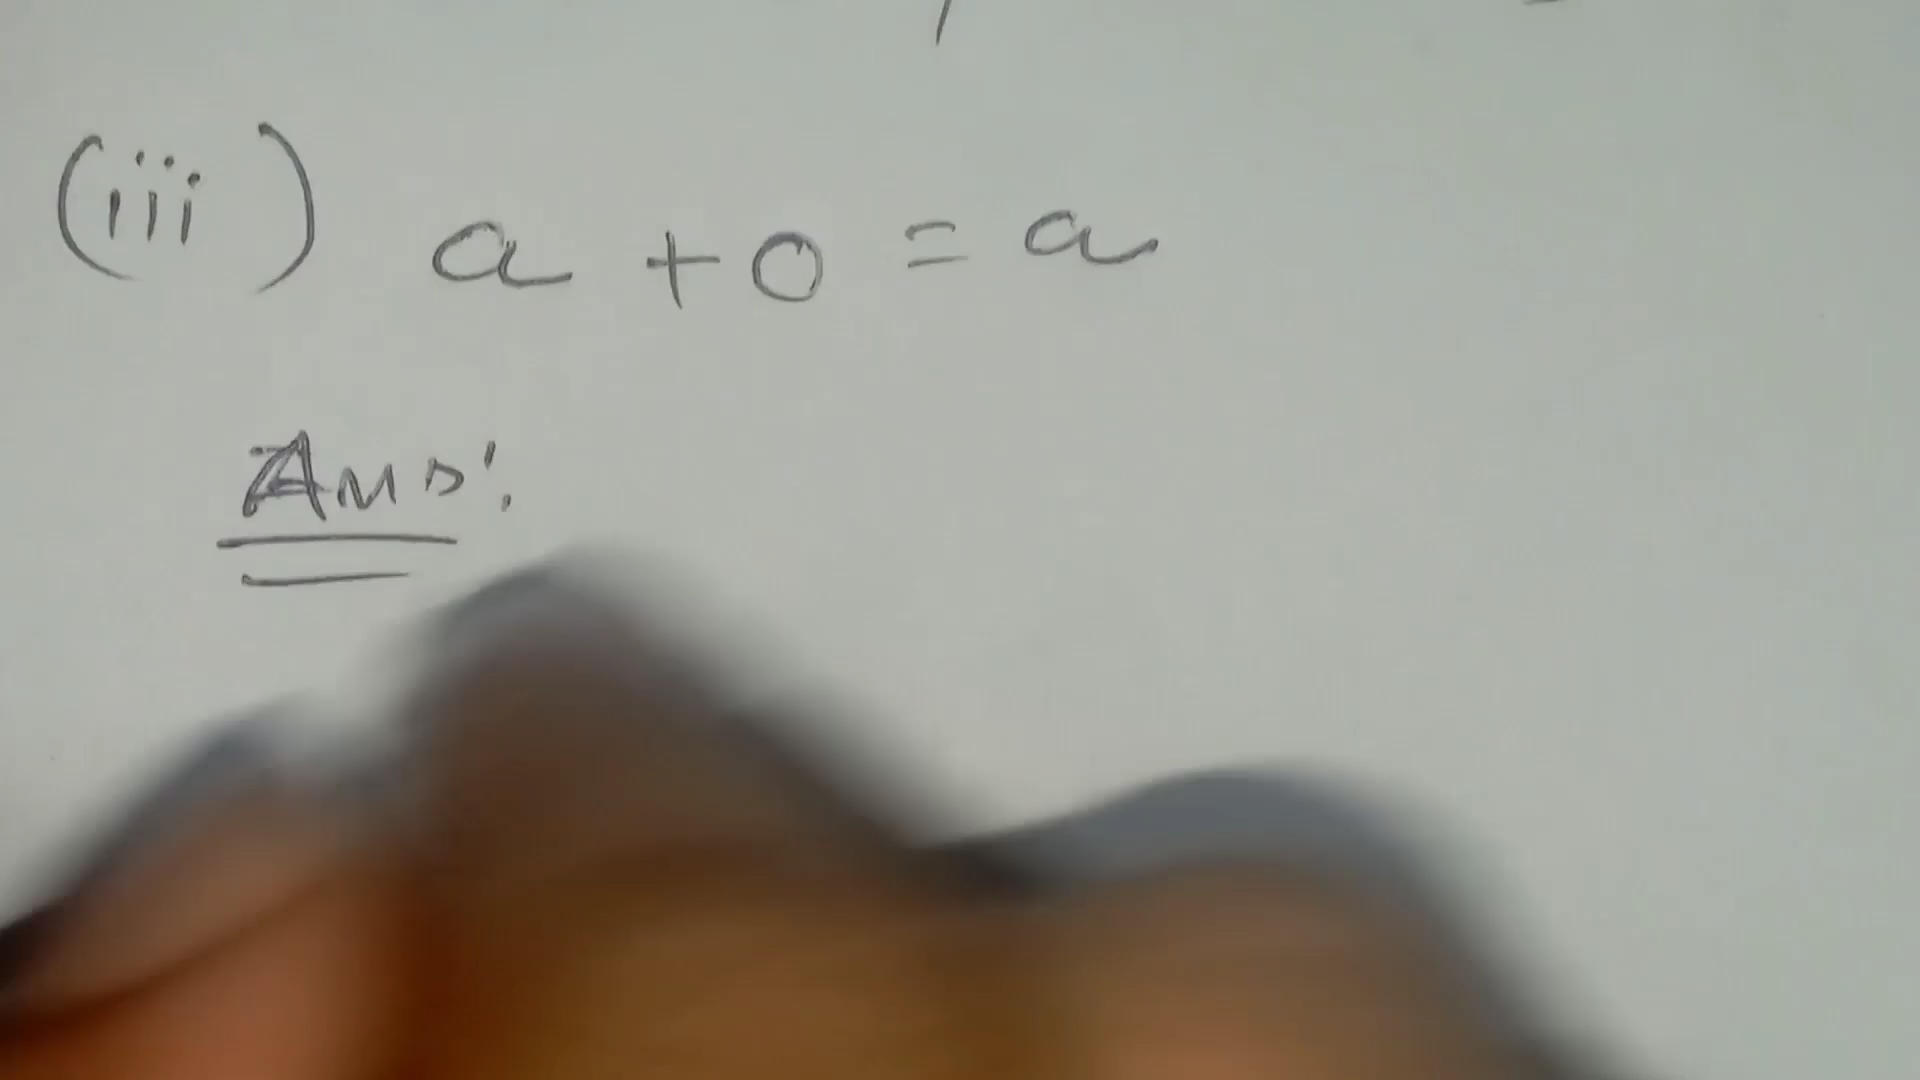 (iii) a + 0 = a
Ans: